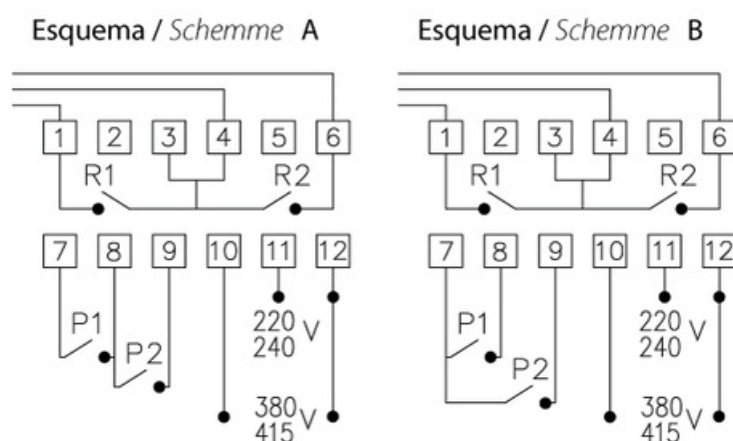 Esquema / Schemme A
1 2 3 4 5 6
R1 R2
7 8 9 10 11 12
P1
P2
220 V
240
380 V
415
Esquema / Schemme B
1 2 3 4 5 6
R1 R2
7 8 9 10 11 12
P1
P2
220 V
240
380 V
415